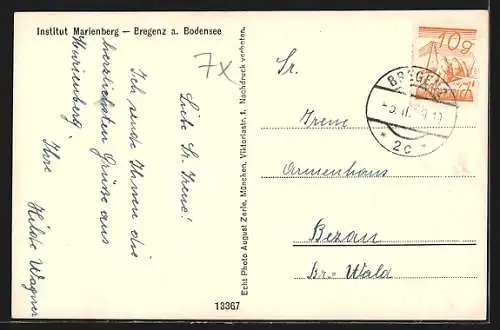 Institut Marienberg — Bregenz a. Bodensee
7x
Liebe Sr. Irene!
Ich sende Ihnen die
herzlichsten Grüsse aus
Marienberg.
Ihre
Hilde Wagner
Echt Photo August Zerle, München, Viktoriastr. 1, Nachdruck verboten.
13367
Sr.
Irene
Armenhaus
Bezau
Br. Wald
10g
BREGENZ
* 2c *